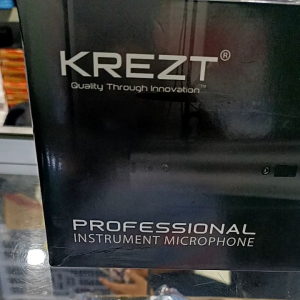 KREZT®
Quality Through Innovation™
PROFESSIONAL
INSTRUMENT MICROPHONE